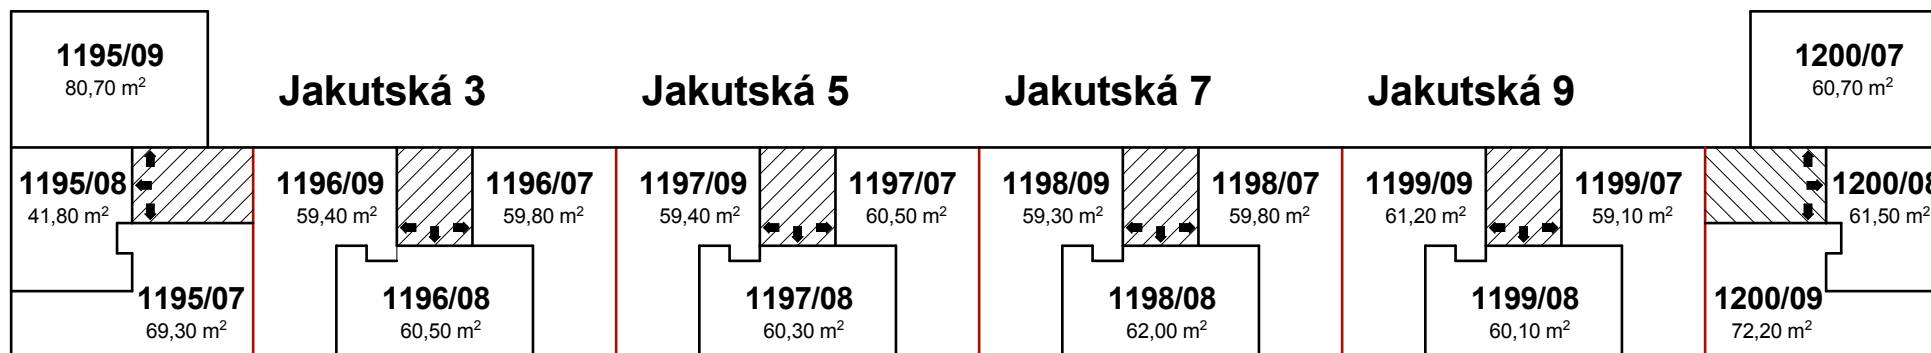 1195/09
80,70 m²
Jakutská 3
Jakutská 5
Jakutská 7
Jakutská 9
1200/07
60,70 m²
1195/08
41,80 m²
1196/09
59,40 m²
1196/07
59,80 m²
1197/09
59,40 m²
1197/07
60,50 m²
1198/09
59,30 m²
1198/07
59,80 m²
1199/09
61,20 m²
1199/07
59,10 m²
1200/08
61,50 m²
1195/07
69,30 m²
1196/08
60,50 m²
1197/08
60,30 m²
1198/08
62,00 m²
1199/08
60,10 m²
1200/09
72,20 m²